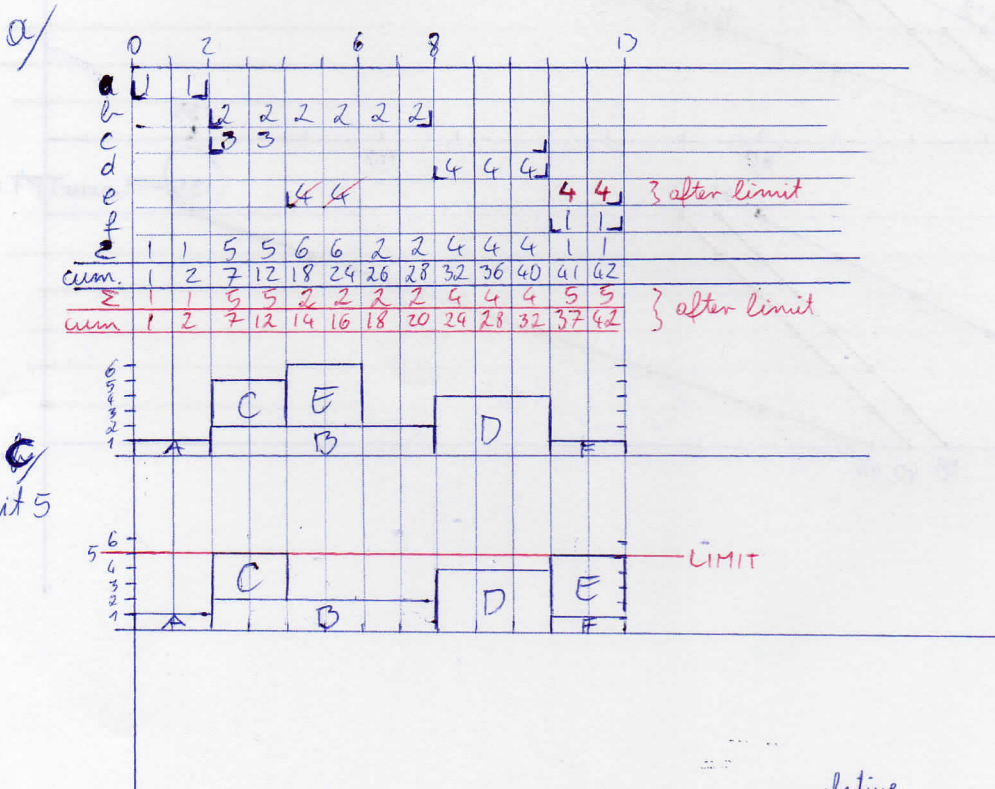 a/
0 2 6 8 13
a 1 1
b 2 2 2 2 2 2
c 3 3
d 4 4 4
e 4 4 4 4 } after limit
f 1 1
Σ 1 1 5 5 6 6 2 2 4 4 4 1 1
cum. 1 2 7 12 18 24 26 28 32 36 40 41 42
Σ 1 1 5 5 2 2 2 2 4 4 4 5 5 } after limit
cum 1 2 7 12 14 16 18 20 24 28 32 37 42
6
5
4
3
2
1
C E
A B D F
c/
it 5
6
5 LIMIT
4
3
2
1
C E
A B D F
lative